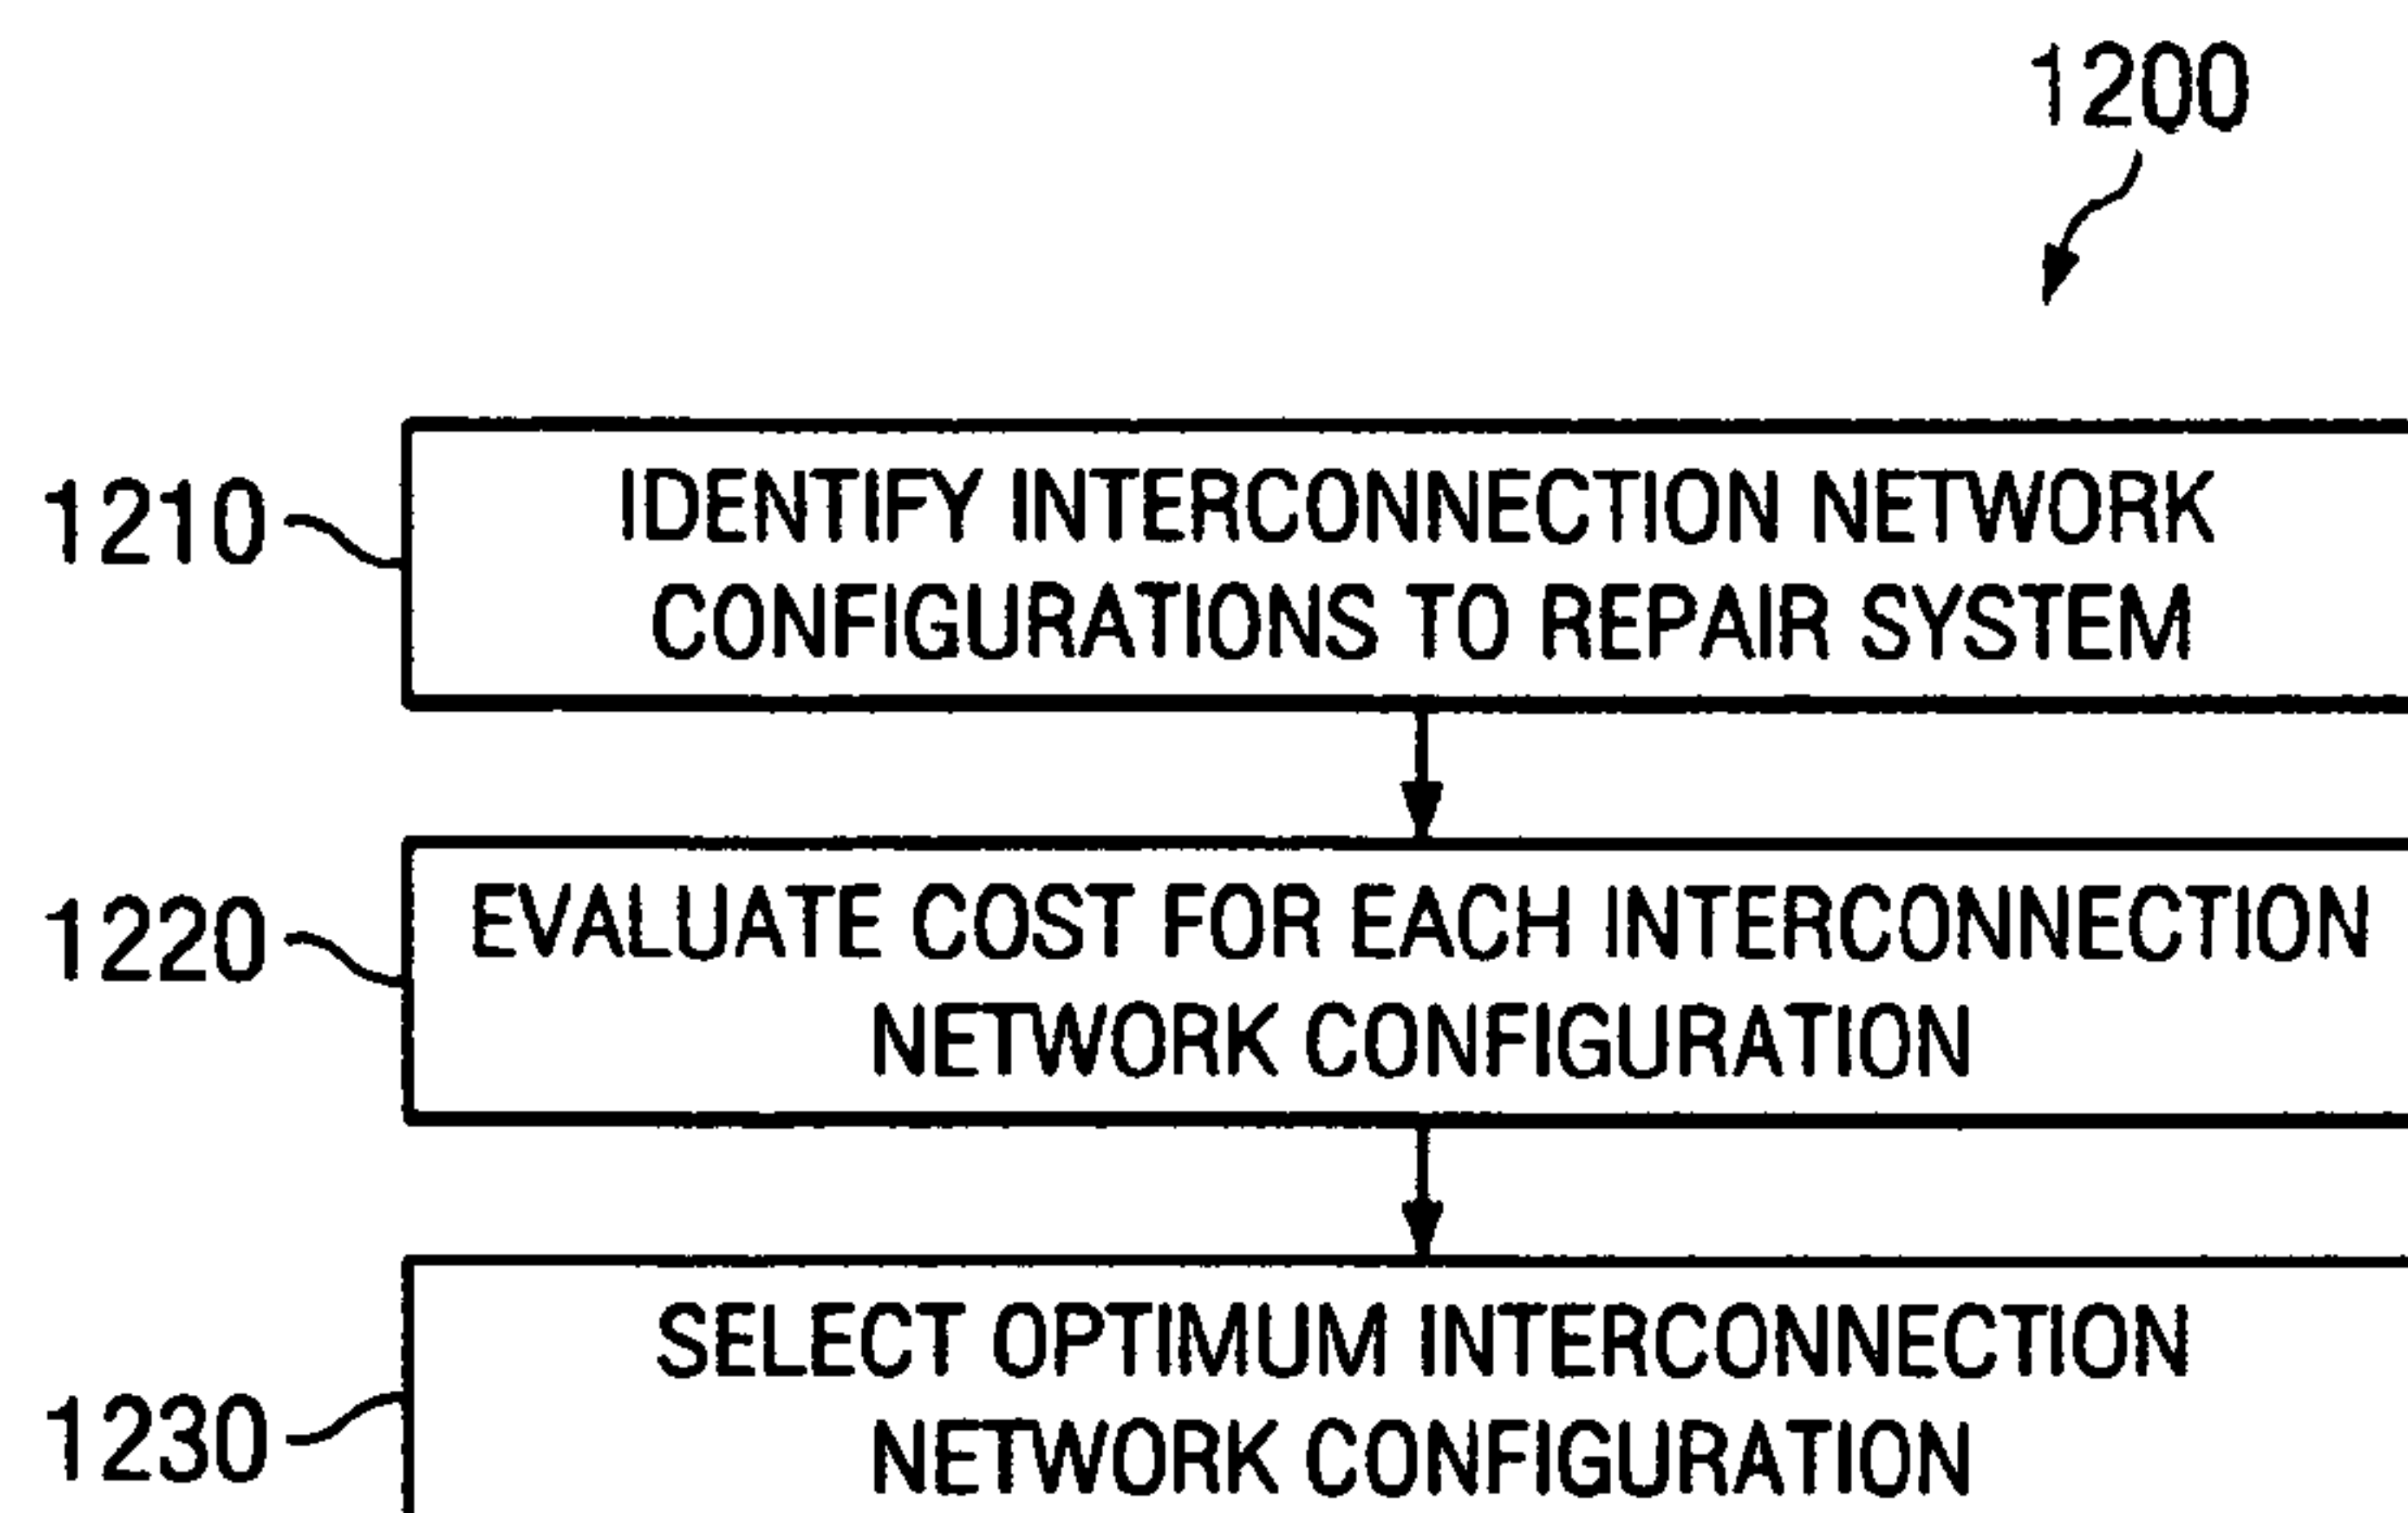 1200
1210
IDENTIFY INTERCONNECTION NETWORK
CONFIGURATIONS TO REPAIR SYSTEM
1220
EVALUATE COST FOR EACH INTERCONNECTION
NETWORK CONFIGURATION
1230
SELECT OPTIMUM INTERCONNECTION
NETWORK CONFIGURATION